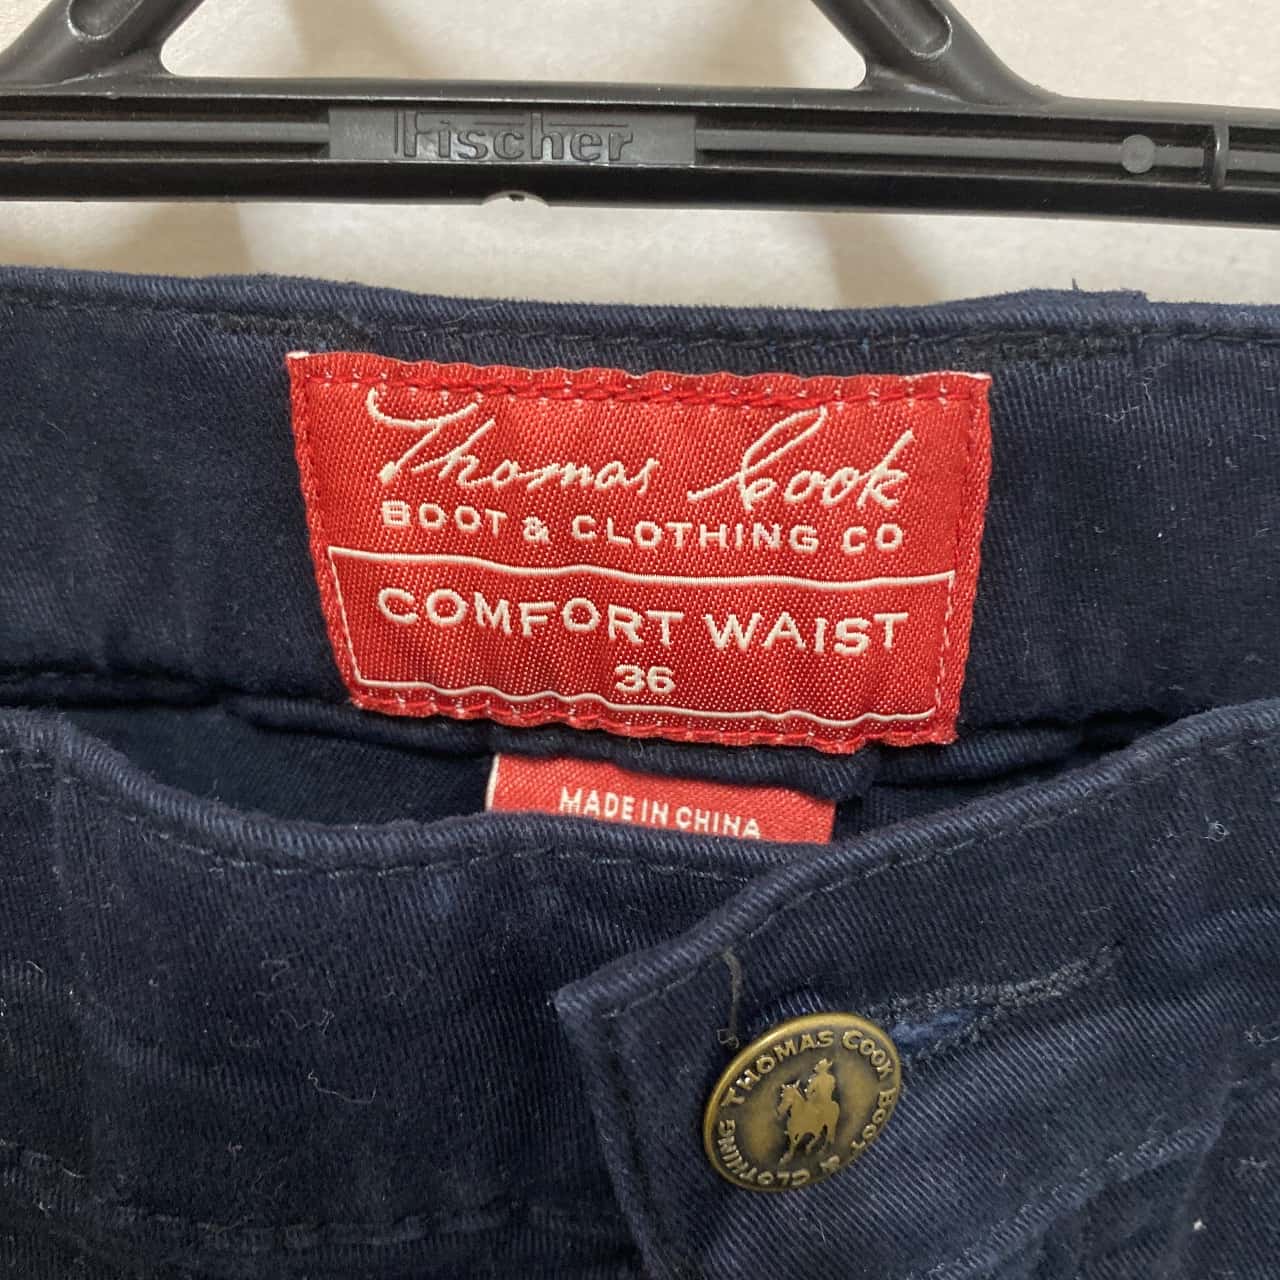 Fischer
Thomas Cook
BOOT & CLOTHING CO
COMFORT WAIST
36
MADE IN CHINA
THOMAS COOK BOOT & CLOTHING